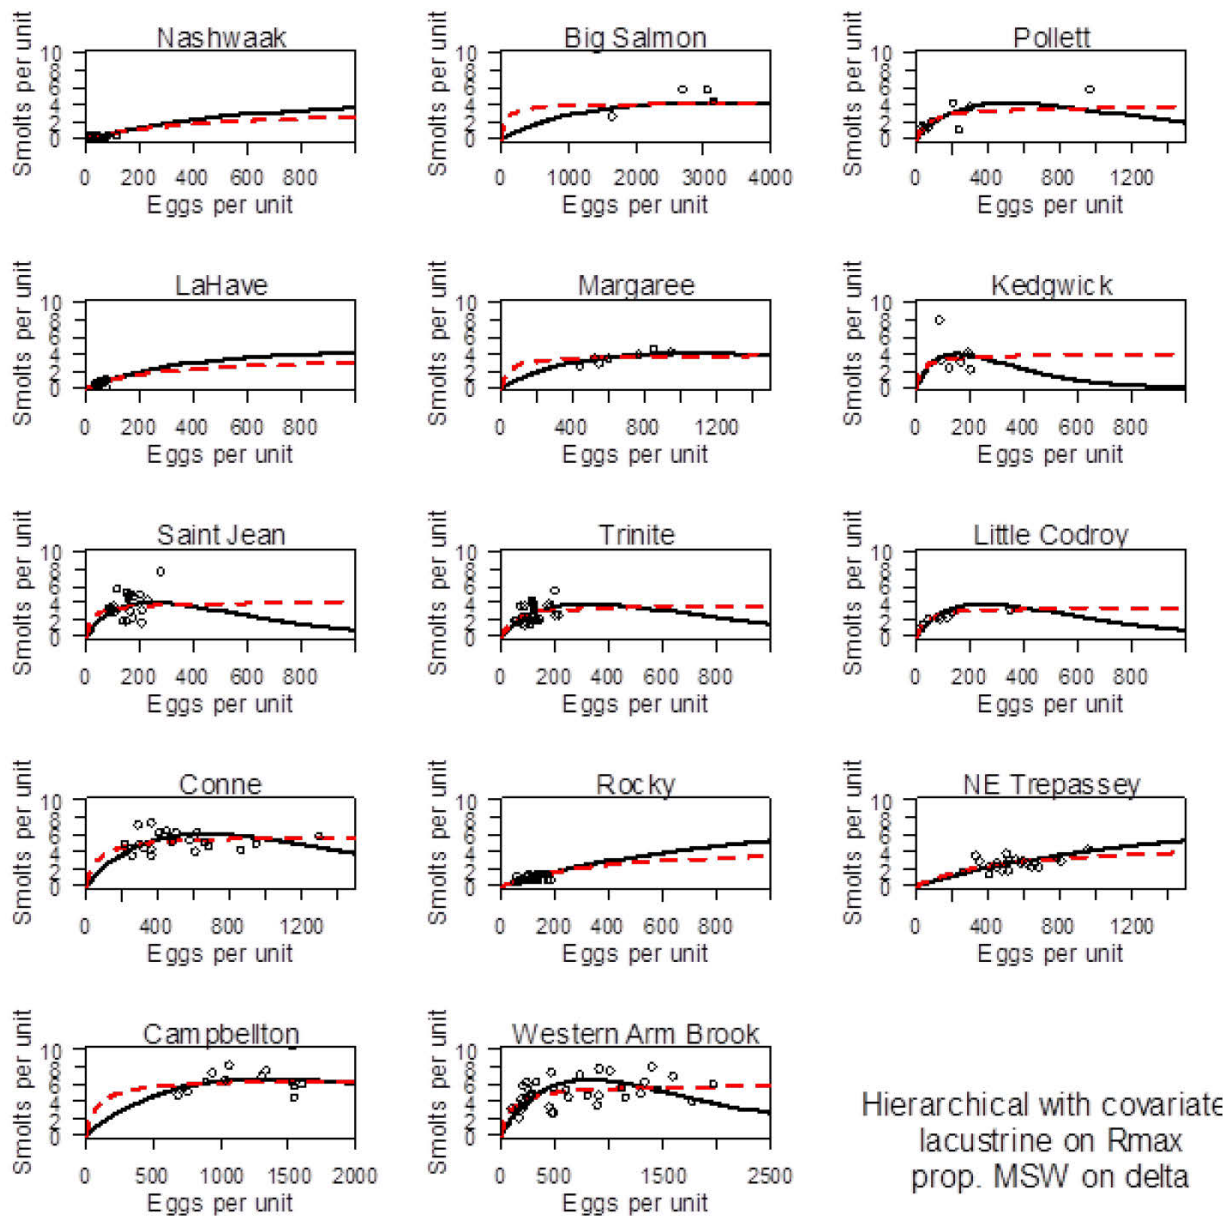 Nashwaak
Smolts per unit
10
8
6
4
2
0
0 200 400 600 800
Eggs per unit
Big Salmon
Smolts per unit
10
8
6
4
2
0
0 1000 2000 3000 4000
Eggs per unit
Pollett
Smolts per unit
10
8
6
4
2
0
0 400 800 1200
Eggs per unit
LaHave
Smolts per unit
10
8
6
4
2
0
0 200 400 600 800
Eggs per unit
Margaree
Smolts per unit
10
8
6
4
2
0
0 400 800 1200
Eggs per unit
Kedgwick
Smolts per unit
10
8
6
4
2
0
0 200 400 600 800
Eggs per unit
Saint Jean
Smolts per unit
10
8
6
4
2
0
0 200 400 600 800
Eggs per unit
Trinite
Smolts per unit
10
8
6
4
2
0
0 200 400 600 800
Eggs per unit
Little Codroy
Smolts per unit
10
8
6
4
2
0
0 200 400 600 800
Eggs per unit
Conne
Smolts per unit
10
8
6
4
2
0
0 400 800 1200
Eggs per unit
Rocky
Smolts per unit
10
8
6
4
2
0
0 200 400 600 800
Eggs per unit
NE Trepassey
Smolts per unit
10
8
6
4
2
0
0 400 800 1200
Eggs per unit
Campbellton
Smolts per unit
10
8
6
4
2
0
0 500 1000 1500 2000
Eggs per unit
Western Arm Brook
Smolts per unit
10
8
6
4
2
0
0 500 1500 2500
Eggs per unit
Hierarchical with covariate
lacustrine on Rmax
prop. MSW on delta